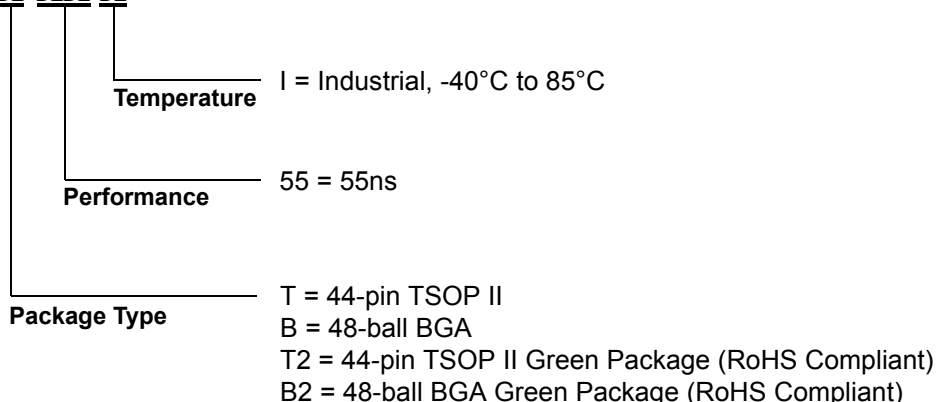 I = Industrial, -40°C to 85°C
Temperature
55 = 55ns
Performance
T = 44-pin TSOP II
Package Type
B = 48-ball BGA
T2 = 44-pin TSOP II Green Package (RoHS Compliant)
B2 = 48-ball BGA Green Package (RoHS Compliant)